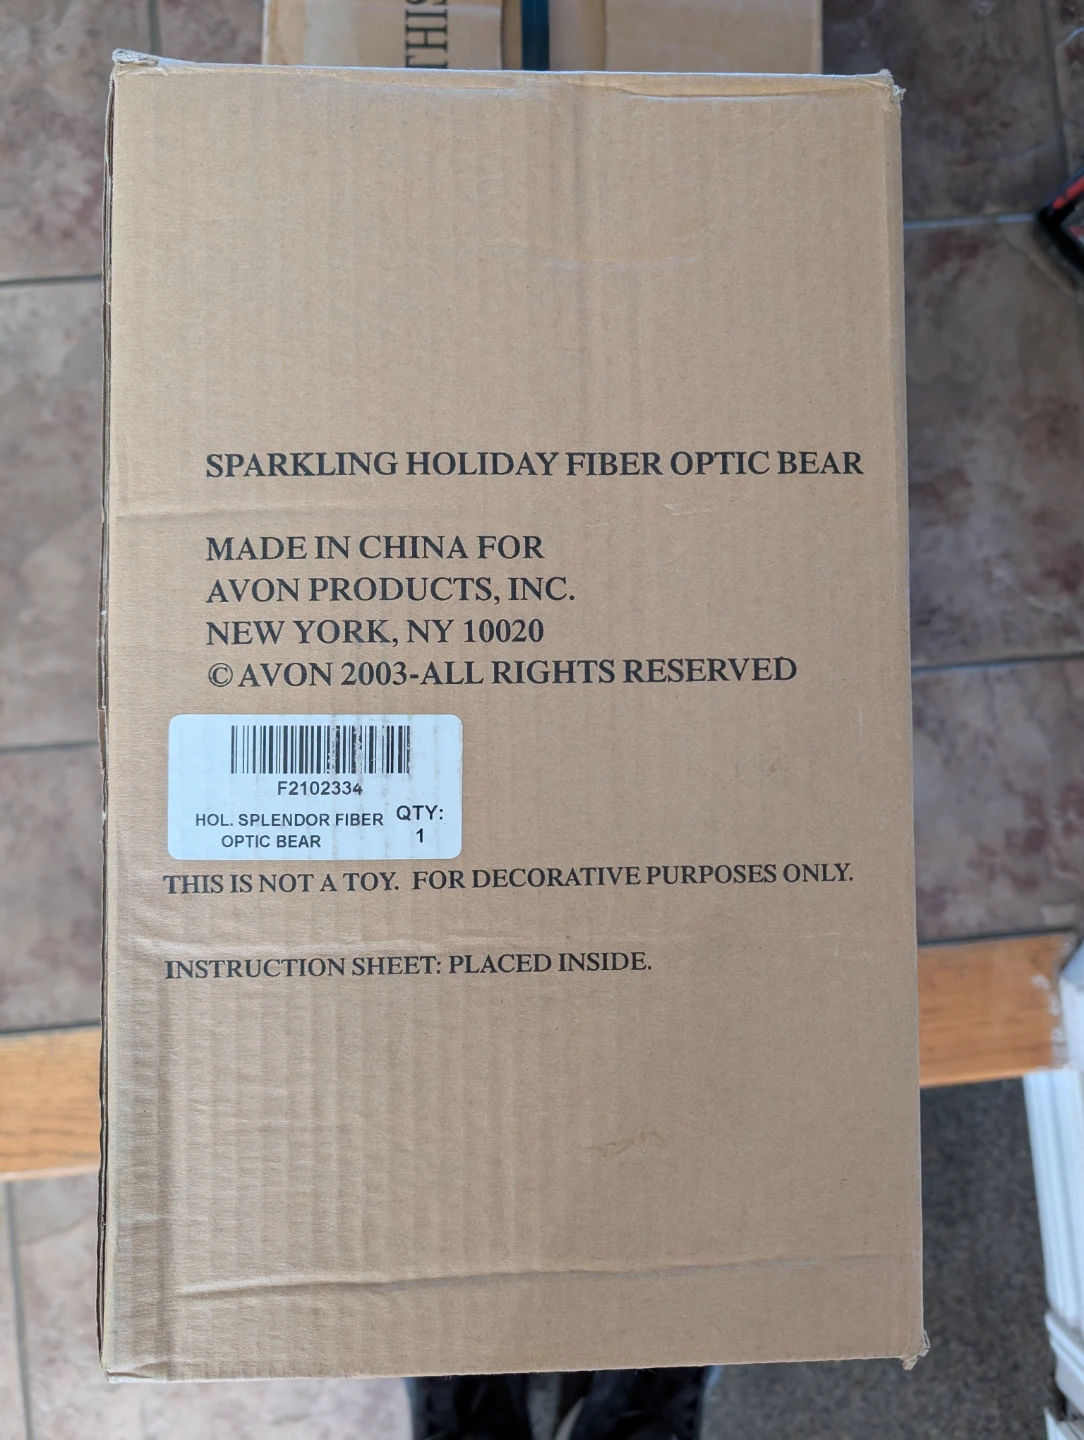 THIS
SPARKLING HOLIDAY FIBER OPTIC BEAR
MADE IN CHINA FOR
AVON PRODUCTS, INC.
NEW YORK, NY 10020
© AVON 2003-ALL RIGHTS RESERVED
F2102334
HOL. SPLENDOR FIBER QTY:
OPTIC BEAR 1
THIS IS NOT A TOY. FOR DECORATIVE PURPOSES ONLY.
INSTRUCTION SHEET: PLACED INSIDE.